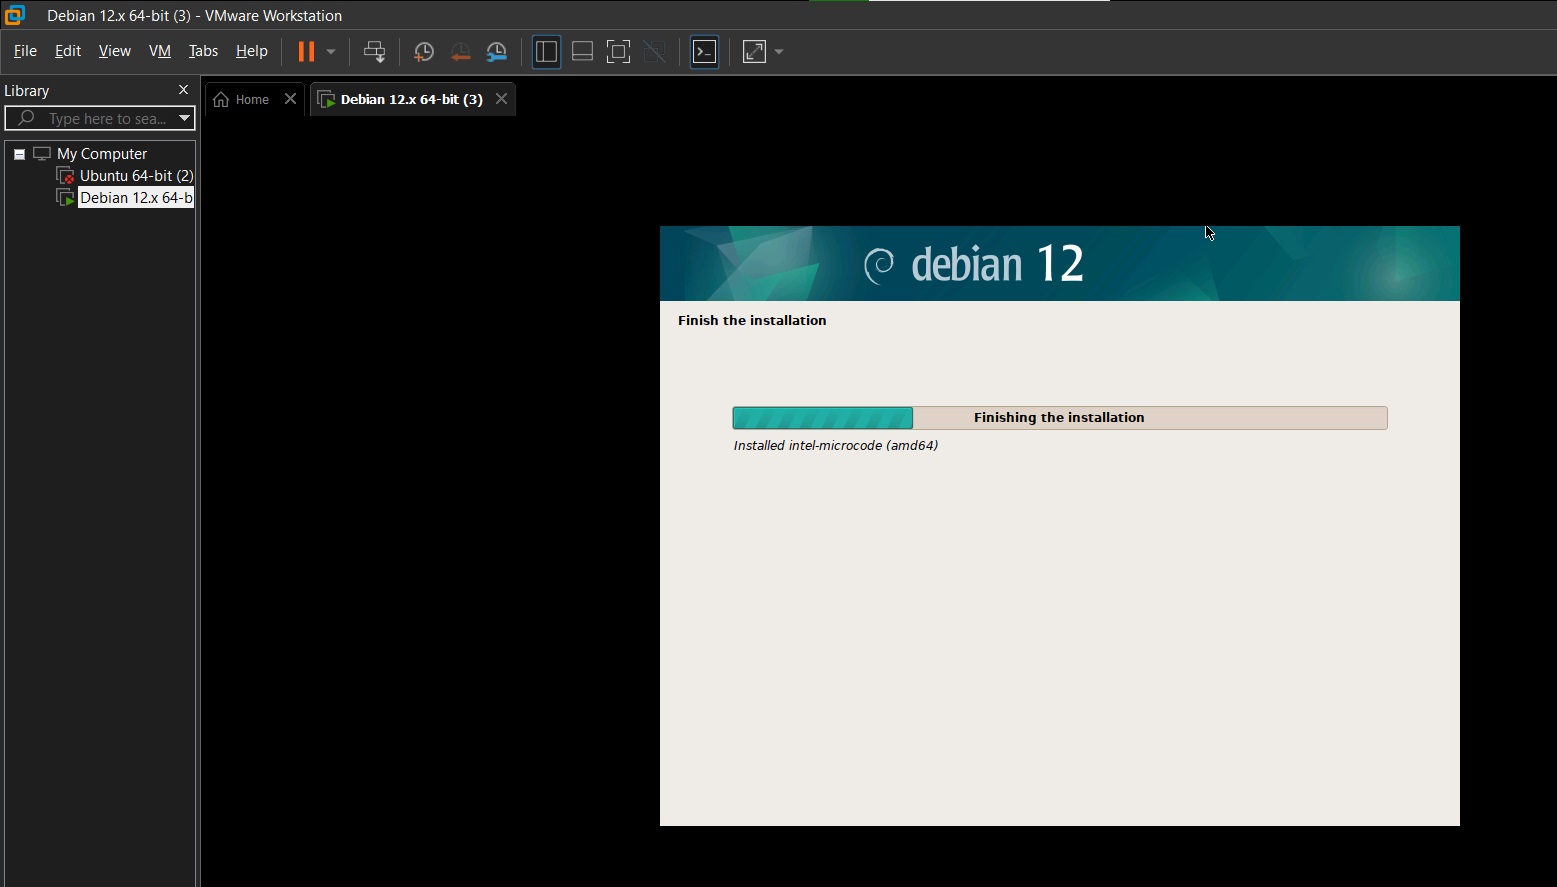 Debian 12.x 64-bit (3) - VMware Workstation
File Edit View VM Tabs Help
Library
Type here to sea...
Home
Debian 12.x 64-bit (3)
My Computer
Ubuntu 64-bit (2)
Debian 12.x 64-b
debian 12
Finish the installation
Finishing the installation
Installed intel-microcode (amd64)